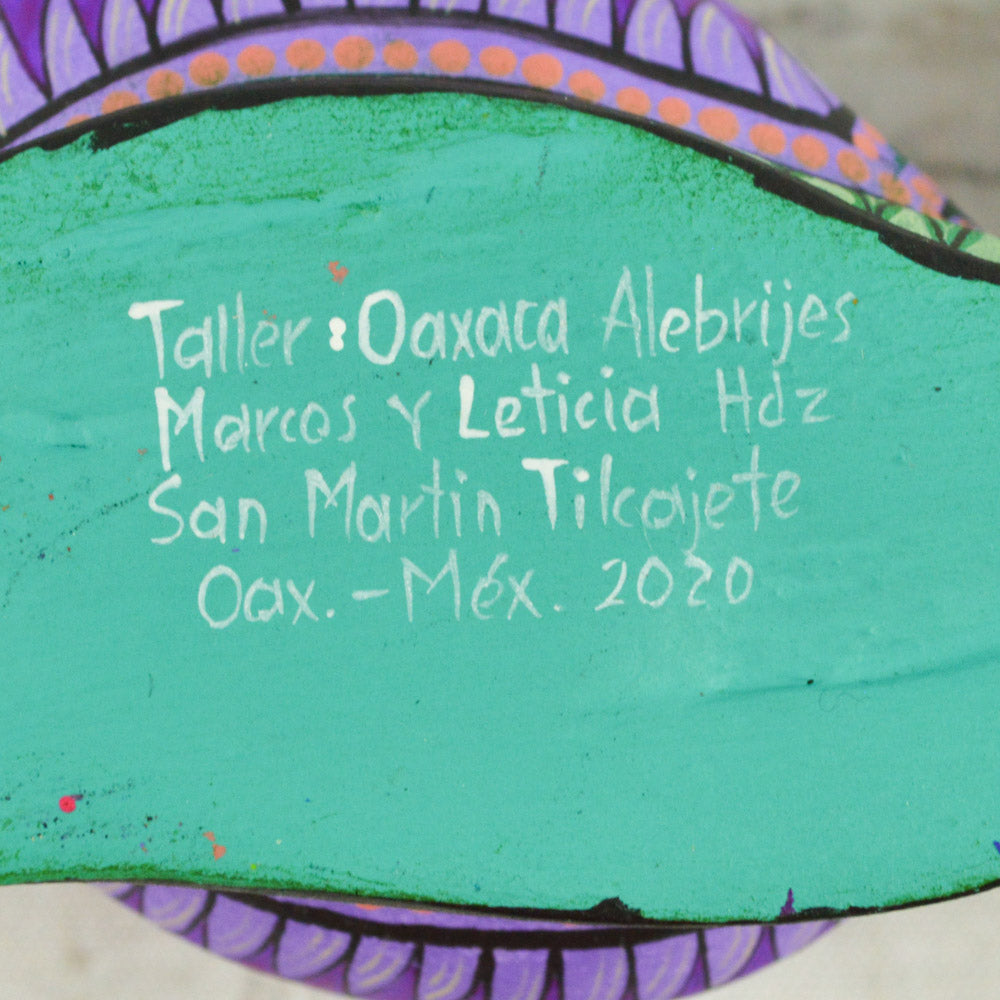 Taller: Oaxaca Alebrijes
Marcos y Leticia Hdz
San Martin Tilcajete
Oax. - Méx. 2020